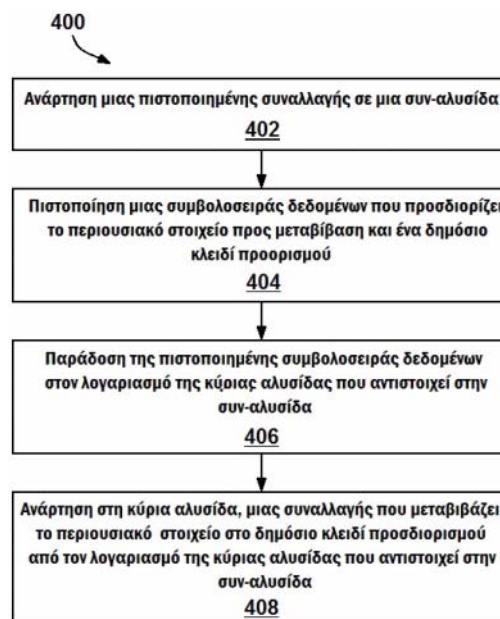 400
Ανάρτηση μιας πιστοποιημένης συναλλαγής σε μια συν-αλυσίδα
402
Πιστοποίηση μιας συμβολοσειράς δεδομένων που προσδιορίζει
το περιουσιακό στοιχείο προς μεταβίβαση και ένα δημόσιο
κλειδί προορισμού
404
Παράδοση της πιστοποιημένης συμβολοσειράς δεδομένων
στον λογαριασμό της κύριας αλυσίδας που αντιστοιχεί στην
συν-αλυσίδα
406
Ανάρτηση στη κύρια αλυσίδα, μιας συναλλαγής που μεταβιβάζει
το περιουσιακό στοιχείο στο δημόσιο κλειδί προσδιορισμού
από τον λογαριασμό της κύριας αλυσίδας που αντιστοιχεί στην
συν-αλυσίδα
408